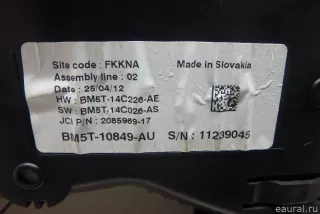 Site code : FKKNA
Made in Slovakia
Assembly line : 02
Date : 25/04/12
HW : BM5T-14C226-AE
SW : BM5T-14C026-AS
JCI P/N : 2085969-17
BM5T-10849-AU S/N : 11239045
© eaural.ru